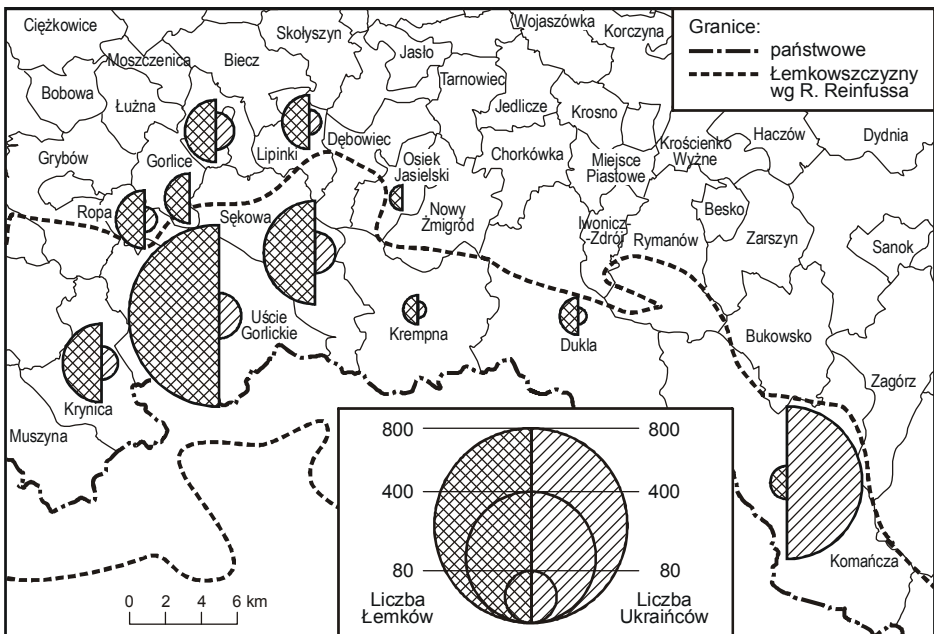 Ciężkowice
Skołyszyn
Wojaszówka
Korczyna
Moszczenica
Biecz
Jasło
Tarnowiec
Bobowa
Łużna
Jedlicze
Krosno
Granice:
państwowe
Łemkowszczyzny
wg R. Reinfussa
Grybów
Gorlice
Lipinki
Dębowiec
Osiek
Jasielski
Chorkówka
Miejsce
Piastowe
Krościenko
Wyżne
Haczów
Dydnia
Ropa
Sękowa
Nowy
Żmigród
Iwonicz-
Zdrój
Rymanów
Besko
Zarszyn
Sanok
Uście
Gorlickie
Krempna
Dukla
Bukowsko
Zagórz
Krynica
Muszyna
Komańcza
800
800
400
400
80
80
Liczba
Łemków
Liczba
Ukraińców
0 2 4 6 km